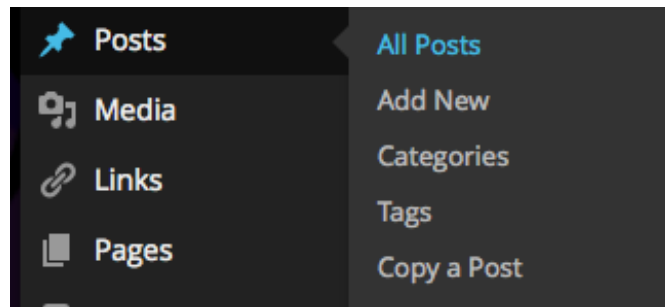 Posts
Media
Links
Pages
All Posts
Add New
Categories
Tags
Copy a Post